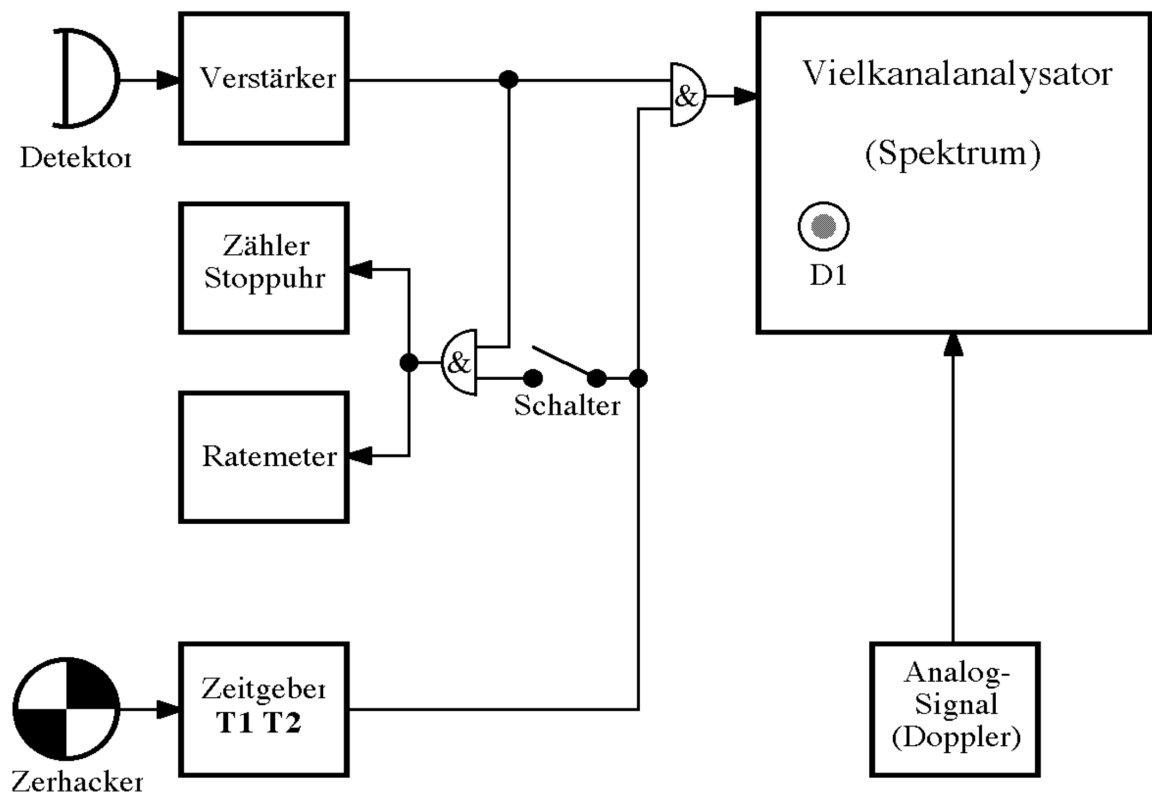 Verstärker
&
Vielkanalanalysator
(Spektrum)
D1
Detektor
Zähler
Stoppuhr
&
Schalter
Ratemeter
Zeitgeber
T1 T2
Zerhacker
Analog-
Signal
(Doppler)